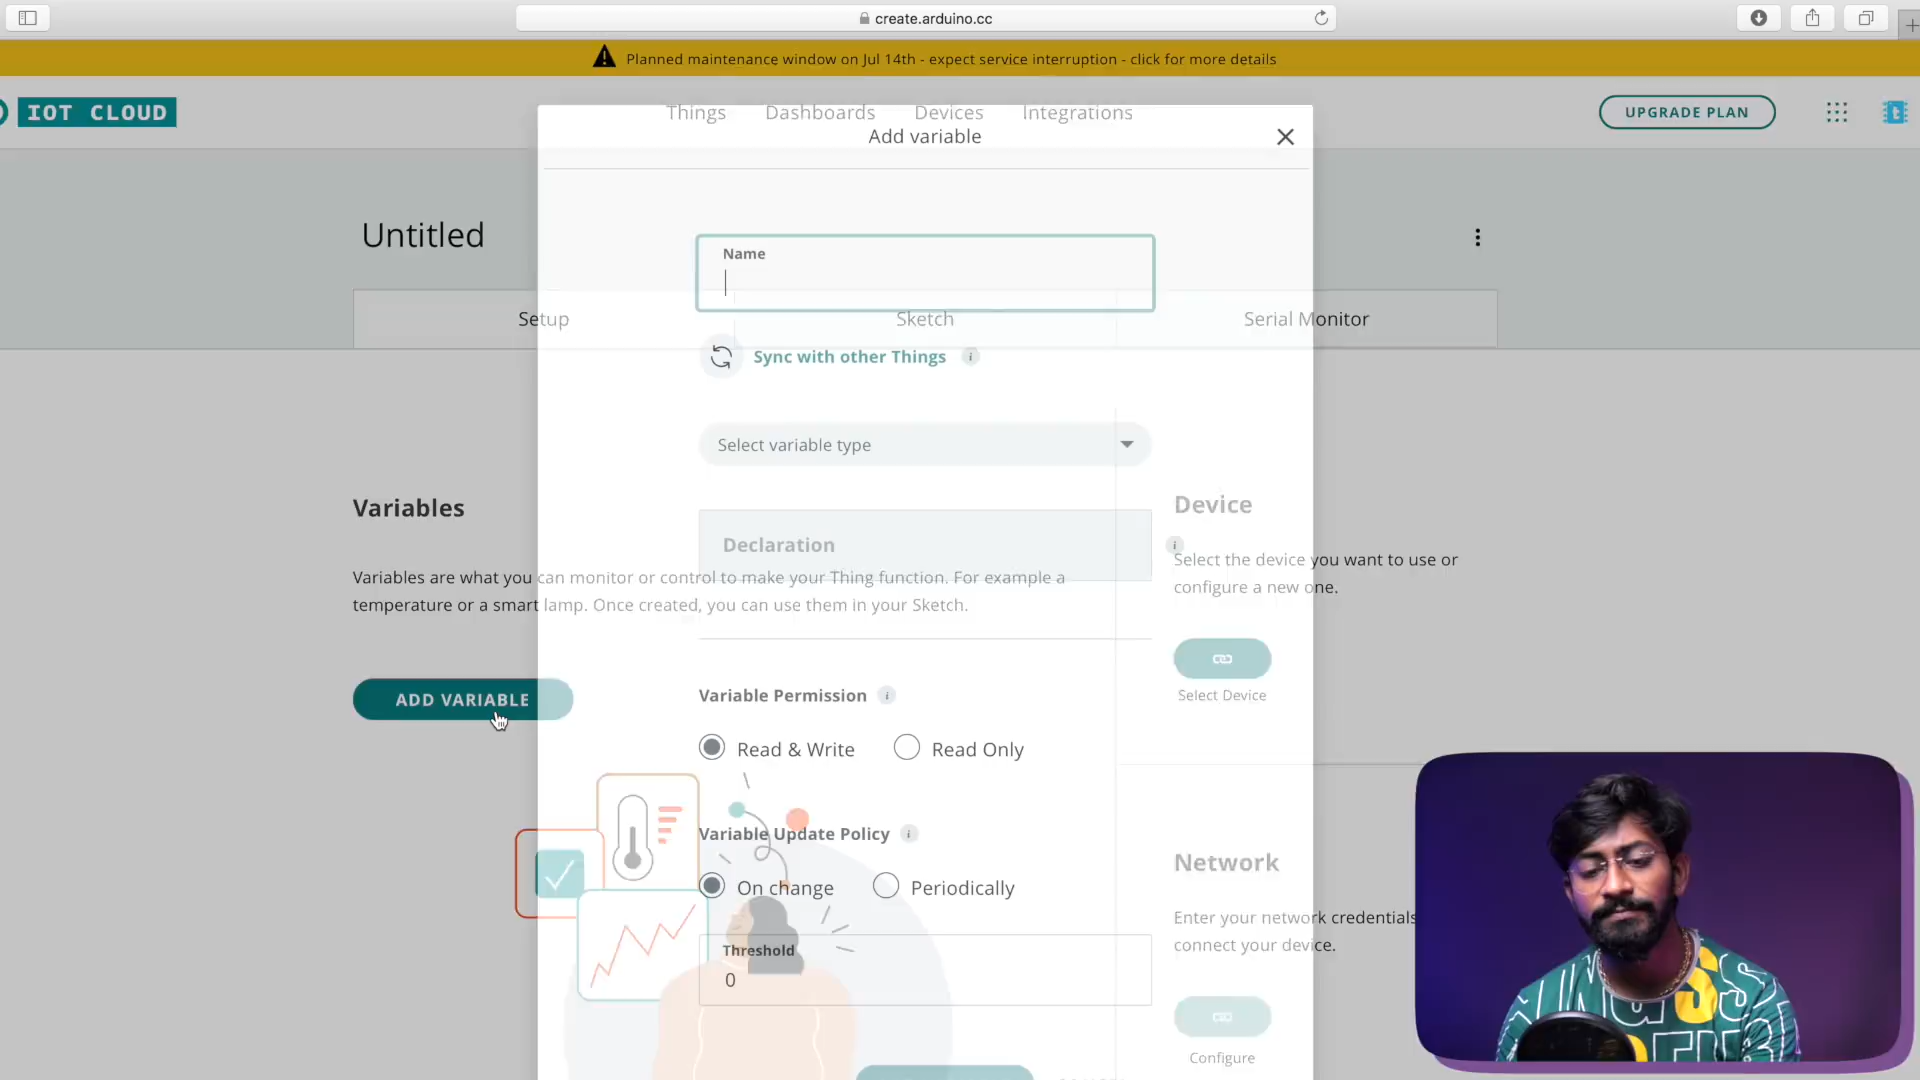 create.arduino.cc
Planned maintenance window on Jul 14th - expect service interruption - click for more details
IOT CLOUD
Things Dashboards Devices Integrations
UPGRADE PLAN
Add variable
Untitled
Name
Setup Sketch Serial Monitor
Sync with other Things
Select variable type
Variables
Declaration
Variables are what you can monitor or control to make your Thing function. For example a
temperature or a smart lamp. Once created, you can use them in your Sketch.
ADD VARIABLE
Device
Select the device you want to use or
configure a new one.
Select Device
Variable Permission
Read & Write Read Only
Variable Update Policy
On change Periodically
Threshold
0
Network
Enter your network credentials
connect your device.
Configure